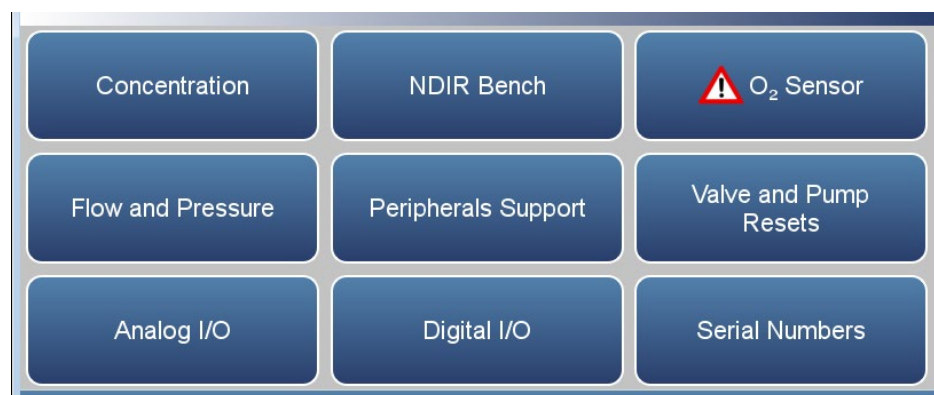 Concentration
NDIR Bench
O₂ Sensor
Flow and Pressure
Peripherals Support
Valve and Pump
Resets
Analog I/O
Digital I/O
Serial Numbers